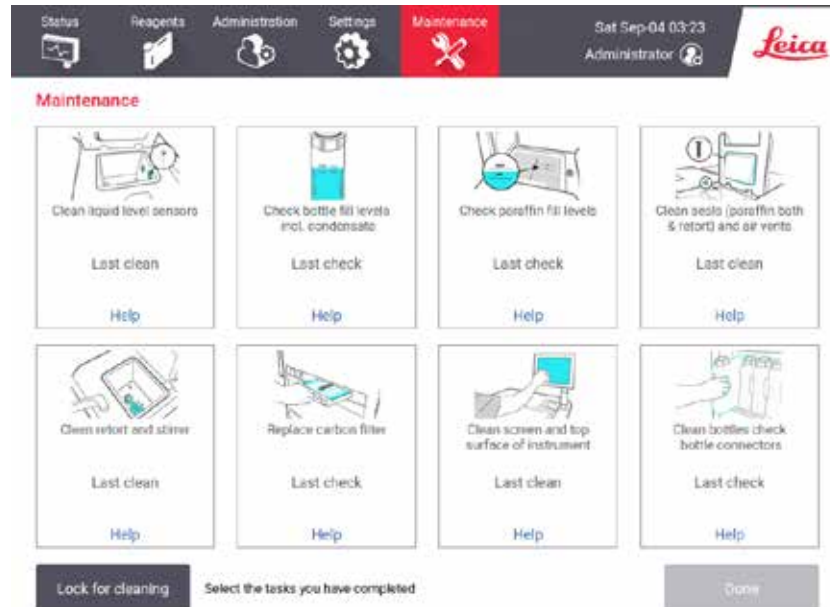 Status
Reagents
Administration
Settings
Maintenance
Sat Sep-04 03:23
Administrator
Leica
Maintenance
Clean liquid level sensors
Last clean
Help
Check bottle fill levels
incl. condensate
Last check
Help
Check paraffin fill levels
Last check
Help
Clean seals (paraffin bath
& retort) and air vents
Last clean
Help
Clean retort and stirrer
Last clean
Help
Replace carbon filter
Last check
Help
Clean screen and top
surface of instrument
Last clean
Help
Clean bottles check
bottle connectors
Last check
Help
Lock for cleaning
Select the tasks you have completed
Done